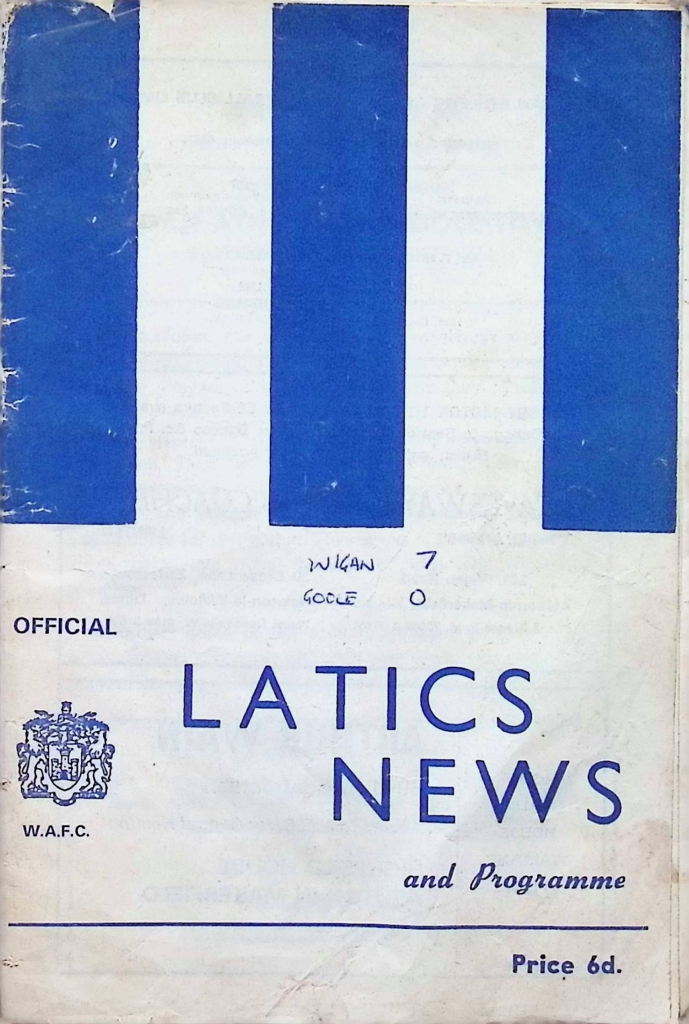 WIGAN 7
GOOLE 0
OFFICIAL
LATICS
NEWS
W.A.F.C.
and Programme
Price 6d.